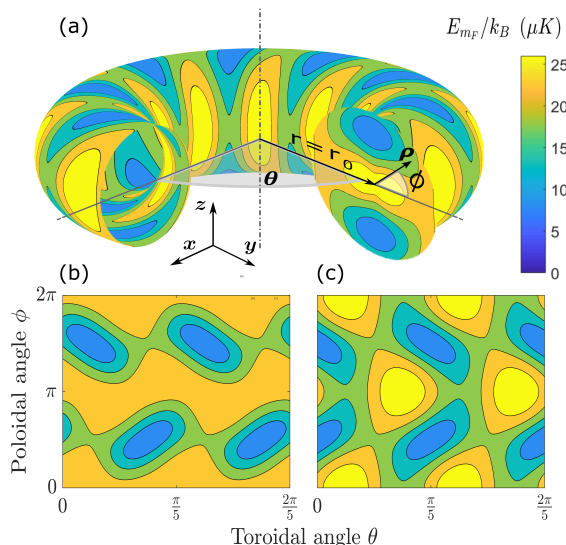 (a)
E_{m_F}/k_B (μK)
25
20
15
10
5
0
r = r_o
ρ
ϕ
θ
z
x
y
(b)
(c)
Poloidal angle ϕ
2π
π
0
0
π/5
2π/5
0
π/5
2π/5
Toroidal angle θ